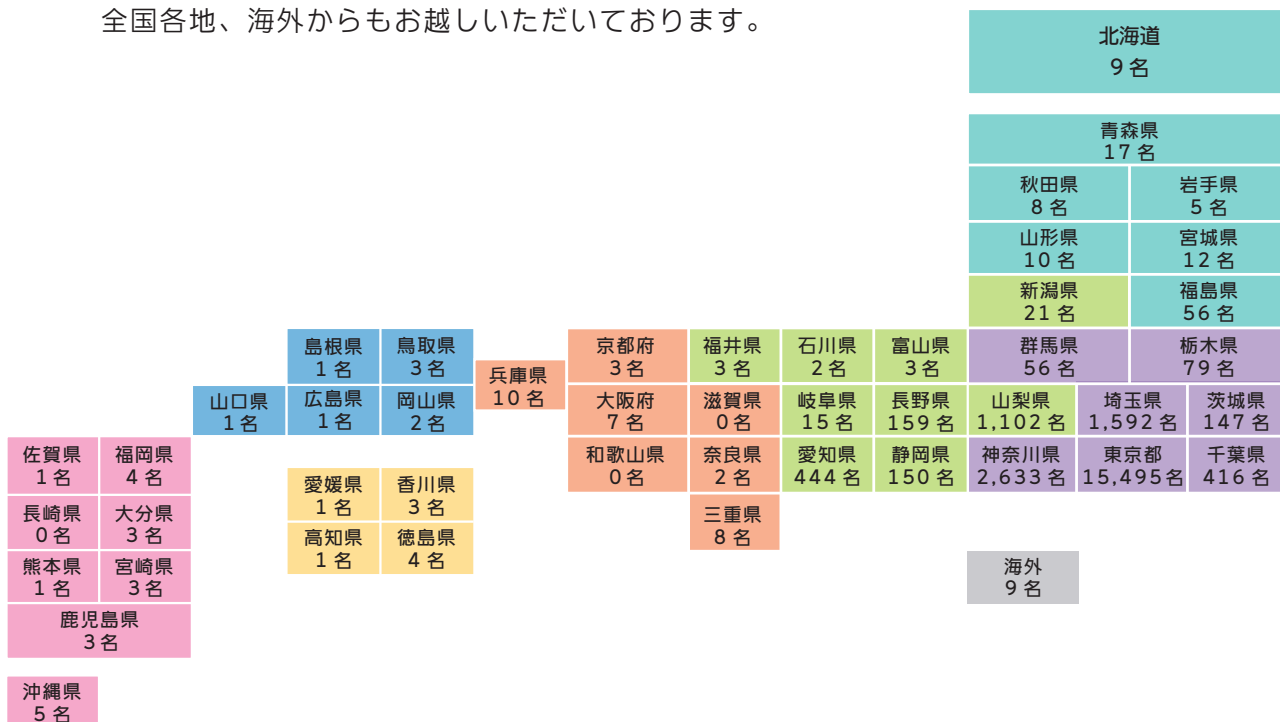 全国各地、海外からもお越しいただいております。
北海道
9名
青森県
17名
秋田県
8名
岩手県
5名
山形県
10名
宮城県
12名
新潟県
21名
福島県
56名
島根県
1名
鳥取県
3名
兵庫県
10名
京都府
3名
福井県
3名
石川県
2名
富山県
3名
群馬県
56名
栃木県
79名
山口県
1名
広島県
1名
岡山県
2名
大阪府
7名
滋賀県
0名
岐阜県
15名
長野県
159名
山梨県
1,102名
埼玉県
1,592名
茨城県
147名
佐賀県
1名
福岡県
4名
和歌山県
0名
奈良県
2名
愛知県
444名
静岡県
150名
神奈川県
2,633名
東京都
15,495名
千葉県
416名
愛媛県
1名
香川県
3名
長崎県
0名
大分県
3名
三重県
8名
高知県
1名
徳島県
4名
熊本県
1名
宮崎県
3名
海外
9名
鹿児島県
3名
沖縄県
5名